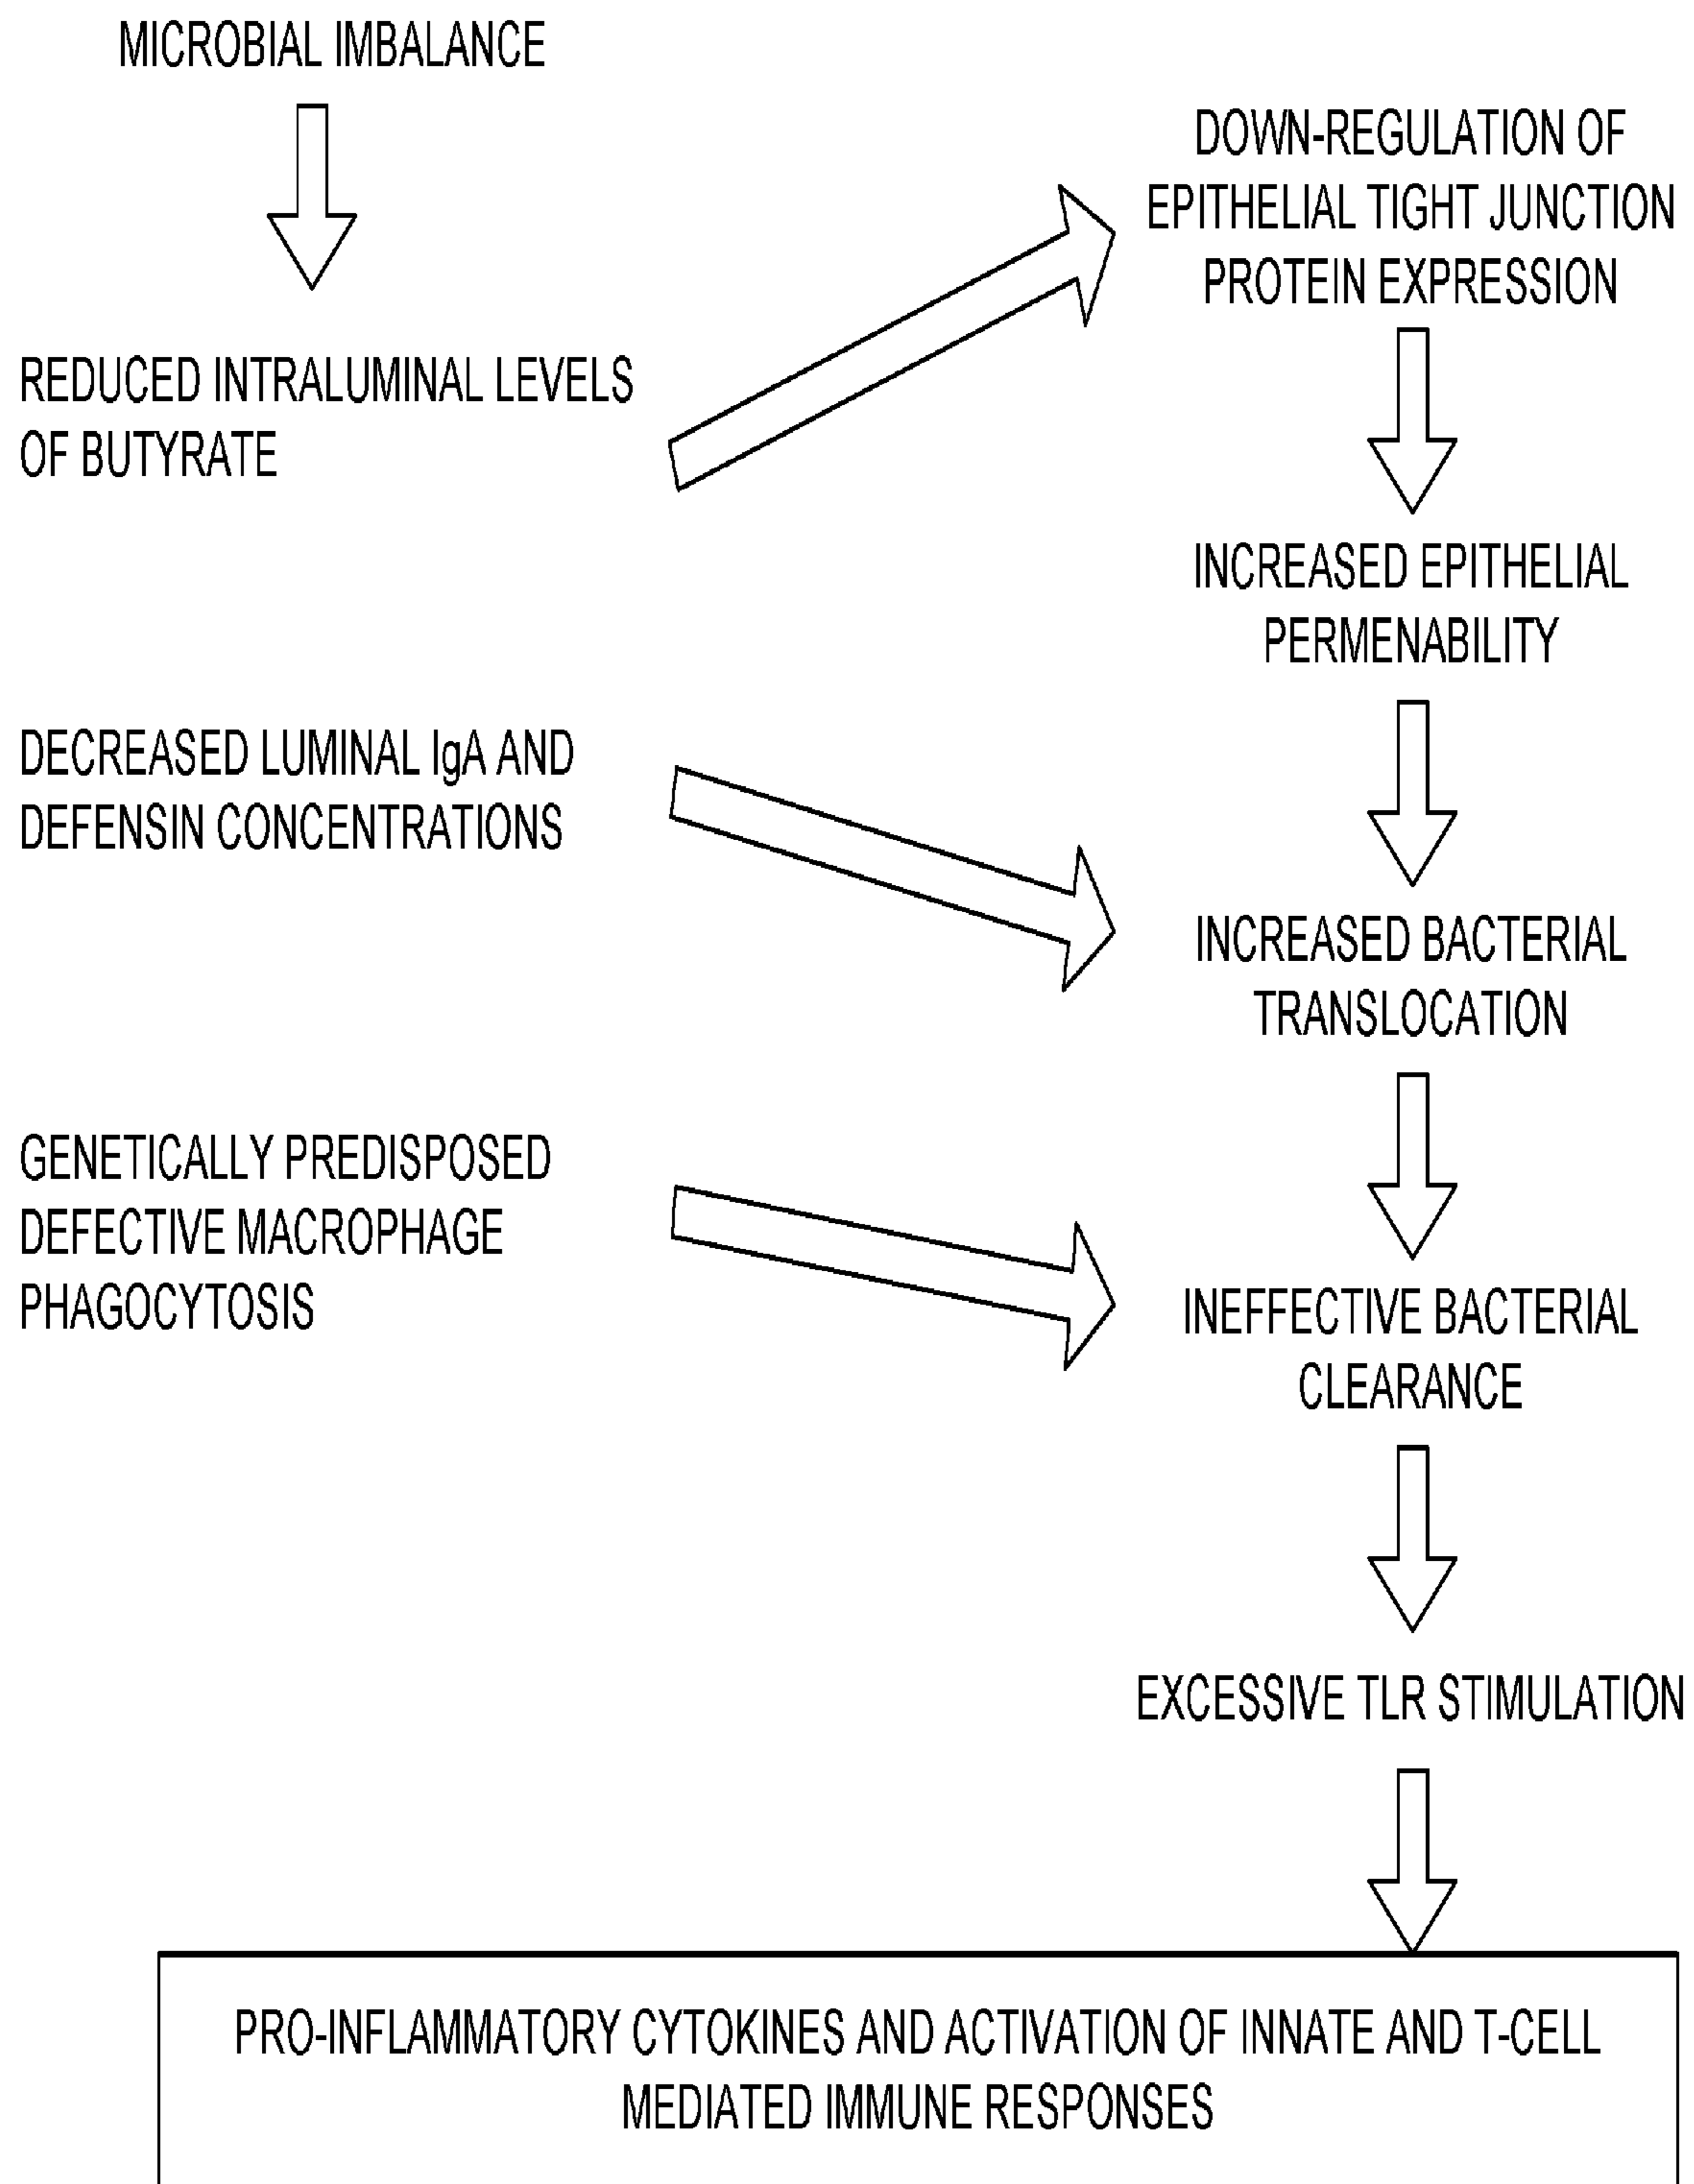 MICROBIAL IMBALANCE
REDUCED INTRALUMINAL LEVELS
OF BUTYRATE
DOWN-REGULATION OF
EPITHELIAL TIGHT JUNCTION
PROTEIN EXPRESSION
INCREASED EPITHELIAL
PERMENABILITY
DECREASED LUMINAL IgA AND
DEFENSIN CONCENTRATIONS
INCREASED BACTERIAL
TRANSLOCATION
GENETICALLY PREDISPOSED
DEFECTIVE MACROPHAGE
PHAGOCYTOSIS
INEFFECTIVE BACTERIAL
CLEARANCE
EXCESSIVE TLR STIMULATION
PRO-INFLAMMATORY CYTOKINES AND ACTIVATION OF INNATE AND T-CELL
MEDIATED IMMUNE RESPONSES